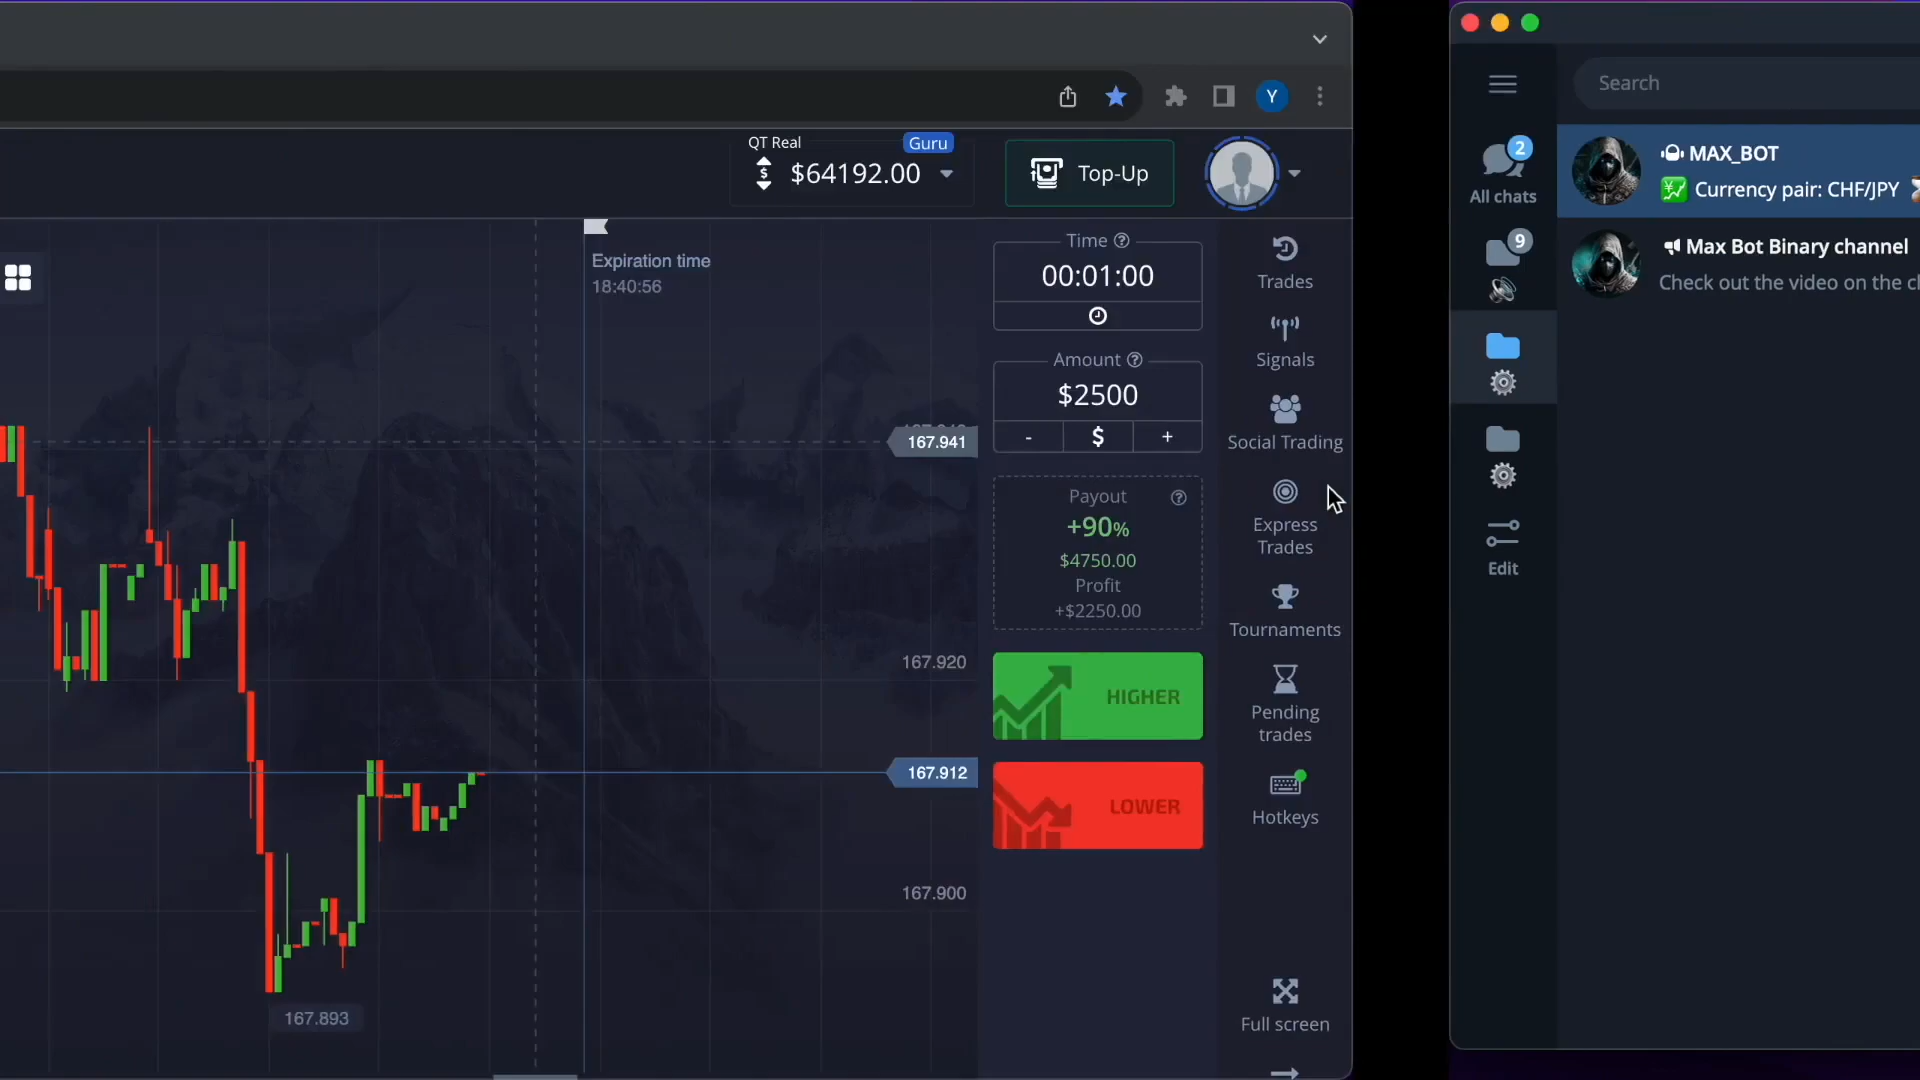 Y
Search
QT Real
Guru
$64192.00
Top-Up
2
All chats
MAX_BOT
Currency pair: CHF/JPY
9
Max Bot Binary channel
Check out the video on the
Edit
Expiration time
18:40:56
Time
00:01:00
Amount
$2500
- $ +
Payout
+90%
$4750.00
Profit
+$2250.00
HIGHER
LOWER
Trades
Signals
Social Trading
Express
Trades
Tournaments
Pending
trades
Hotkeys
Full screen
167.941
167.920
167.912
167.900
167.893